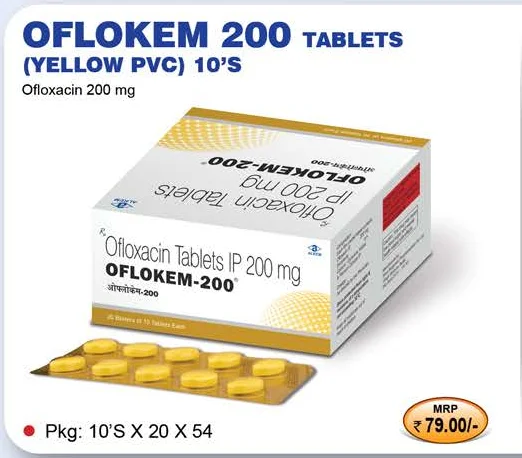 OFLOKEM 200 TABLETS
(YELLOW PVC) 10'S
Ofloxacin 200 mg
OFLOKEM-200®
ओफ्लोकेम-200
Ofloxacin Tablets
IP 200 mg
ALKEM
Rx
Ofloxacin Tablets IP 200 mg
OFLOKEM-200®
ओफ्लोकेम-200
ALKEM
20 Blisters of 10 Tablets Each
• Pkg: 10'S X 20 X 54
MRP
₹ 79.00/-